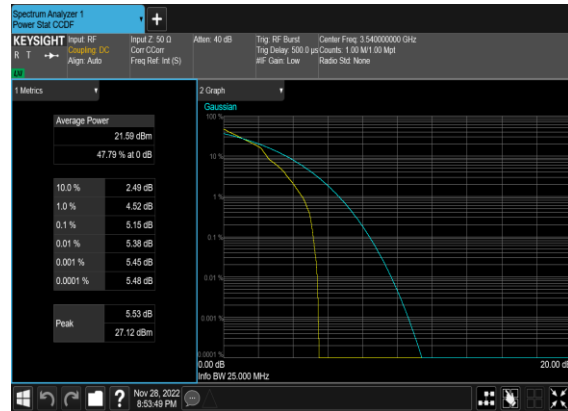 Spectrum Analyzer 1
Power Stat CCDF
KEYSIGHT
R T
LXI
Input: RF
Coupling: DC
Align: Auto
Input Z: 50 Ω
Corr CCorr
Freq Ref: Int (S)
Atten: 40 dB
Trig: RF Burst
Trig Delay: 500.0 µs
#IF Gain: Low
Center Freq: 3.540000000 GHz
Counts: 1.00 M/1.00 Mpt
Radio Std: None
1 Metrics
Average Power
21.59 dBm
47.79 % at 0 dB
10.0 % 2.49 dB
1.0 % 4.52 dB
0.1 % 5.15 dB
0.01 % 5.38 dB
0.001 % 5.45 dB
0.0001 % 5.48 dB
Peak
5.53 dB
27.12 dBm
2 Graph
Gaussian
100 %
10 %
1 %
0.1 %
0.01 %
0.001 %
0.0001 %
0.00 dB 20.00 dB
Info BW 25.000 MHz
?
Nov 28, 2022
8:53:49 PM